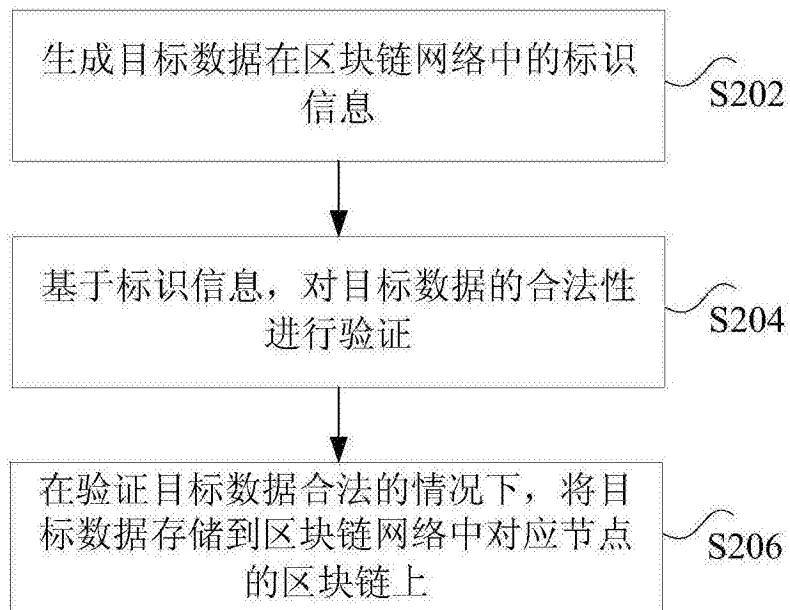 生成目标数据在区块链网络中的标识
信息
S202
基于标识信息，对目标数据的合法性
进行验证
S204
在验证目标数据合法的情况下，将目
标数据存储到区块链网络中对应节点
的区块链上
S206